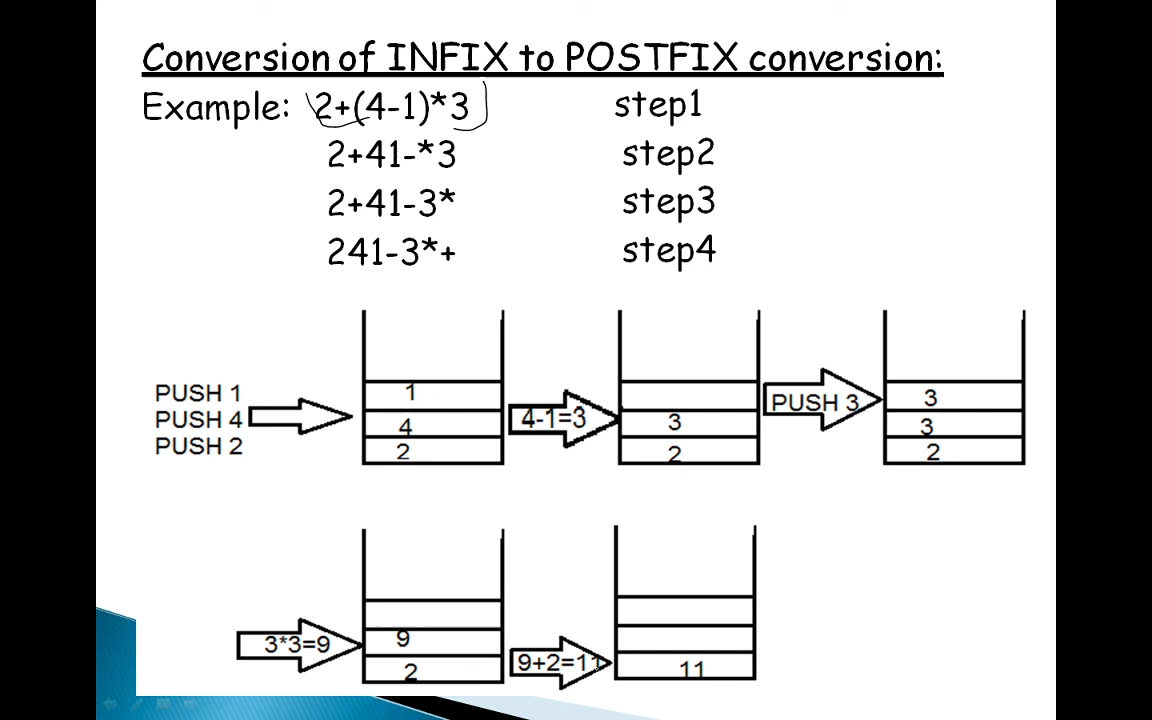 Conversion of INFIX to POSTFIX conversion:
Example: 2+(4-1)*3 step1
2+41-*3 step2
2+41-3* step3
241-3*+ step4
PUSH 1
PUSH 4
PUSH 2
1
4
2
4-1=3
3
2
PUSH 3
3
3
2
3*3=9
9
2
9+2=11
11